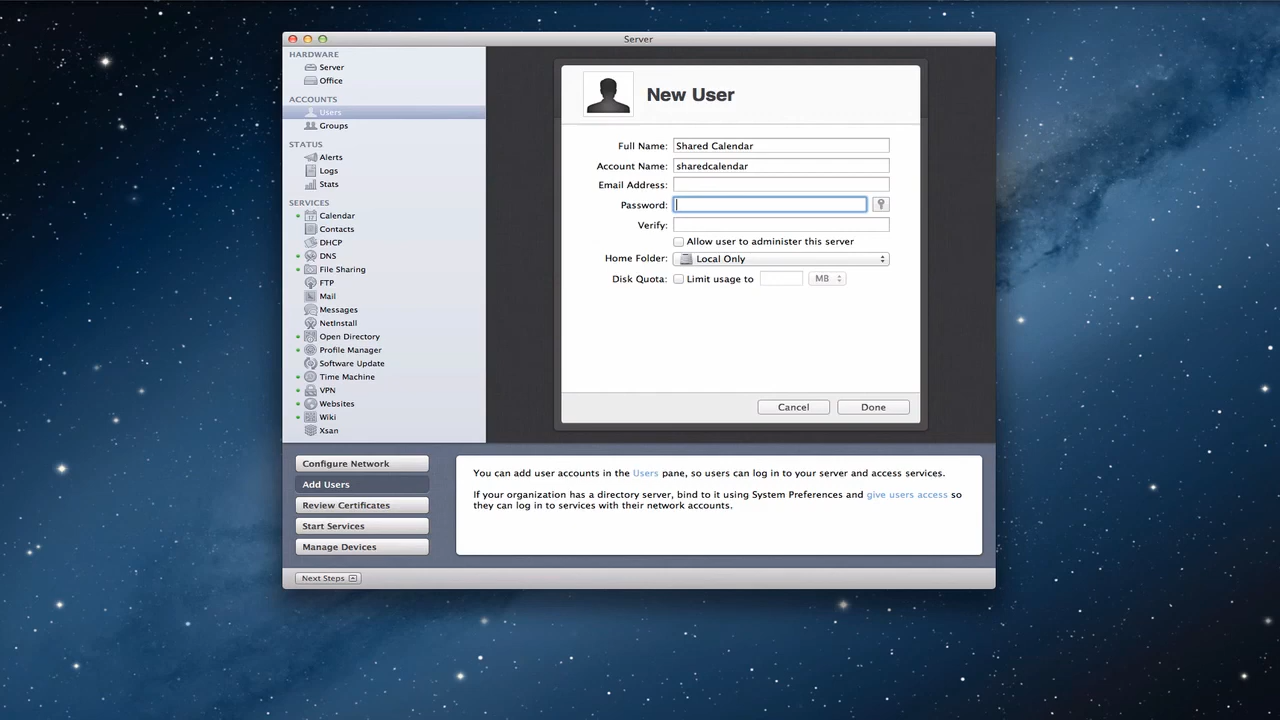 Server
HARDWARE
Server
Office
ACCOUNTS
Users
Groups
STATUS
Alerts
Logs
Stats
SERVICES
Calendar
Contacts
DHCP
DNS
File Sharing
FTP
Mail
Messages
NetInstall
Open Directory
Profile Manager
Software Update
Time Machine
VPN
Websites
Wiki
Xsan
New User
Full Name: Shared Calendar
Account Name: sharedcalendar
Email Address:
Password:
Verify:
Allow user to administer this server
Home Folder: Local Only
Disk Quota: Limit usage to MB
Cancel Done
Configure Network
Add Users
Review Certificates
Start Services
Manage Devices
You can add user accounts in the Users pane, so users can log in to your server and access services.
If your organization has a directory server, bind to it using System Preferences and give users access so
they can log in to services with their network accounts.
Next Steps